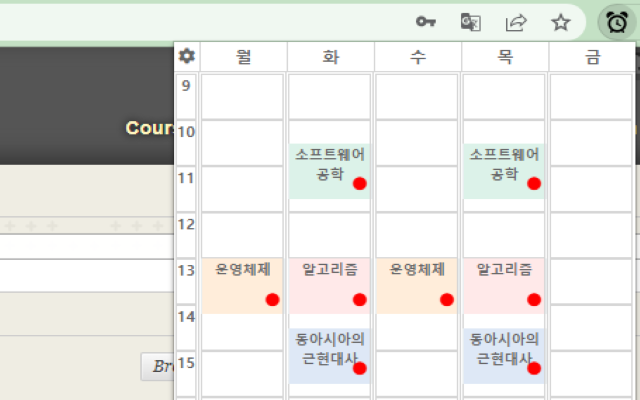 월 화 수 목 금
9
Cour
10
소프트웨어 소프트웨어
공학 공학
11
12
13
운영체제 알고리즘 운영체제 알고리즘
14
동아시아의 동아시아의
근현대사 근현대사
15
Br